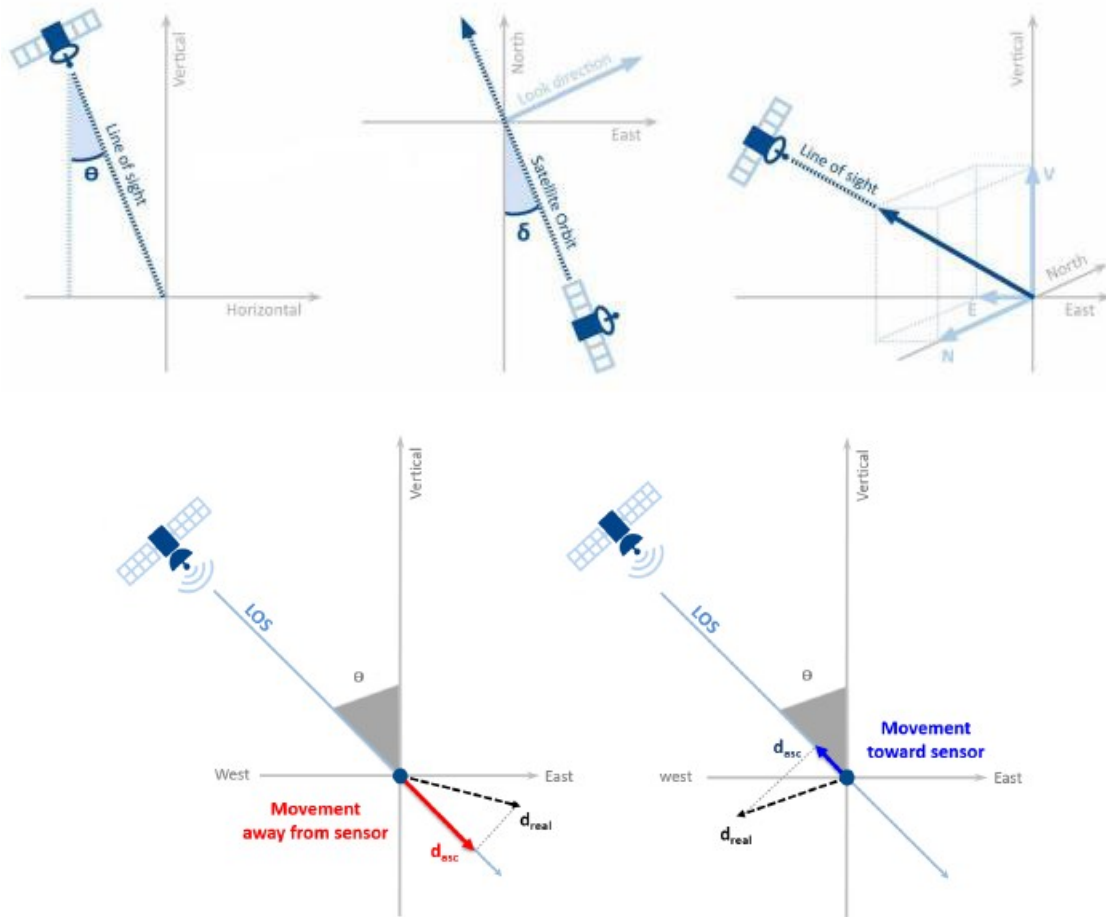 Vertical
Line of sight
θ
Horizontal
North
Look direction
East
Satellite Orbit
δ
Vertical
Line of sight
V
North
E
East
N
Vertical
LOS
θ
West
East
Movement
away from sensor
d_real
d_asc
Vertical
LOS
θ
Movement
toward sensor
d_asc
west
East
d_real